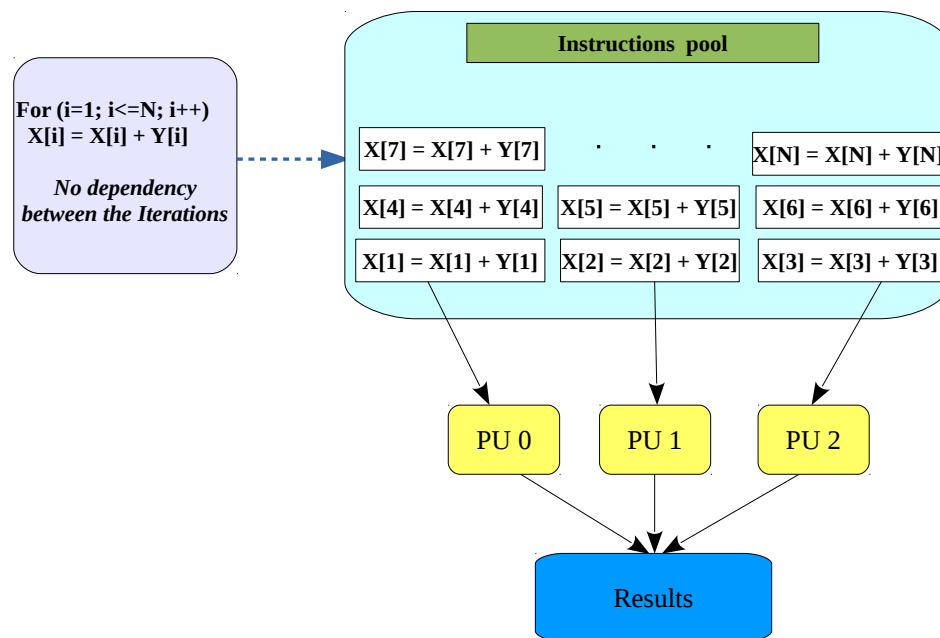 Instructions pool
For (i=1; i<=N; i++)
X[i] = X[i] + Y[i]
No dependency
between the Iterations
X[7] = X[7] + Y[7]
. . .
X[N] = X[N] + Y[N]
X[4] = X[4] + Y[4]
X[5] = X[5] + Y[5]
X[6] = X[6] + Y[6]
X[1] = X[1] + Y[1]
X[2] = X[2] + Y[2]
X[3] = X[3] + Y[3]
PU 0
PU 1
PU 2
Results